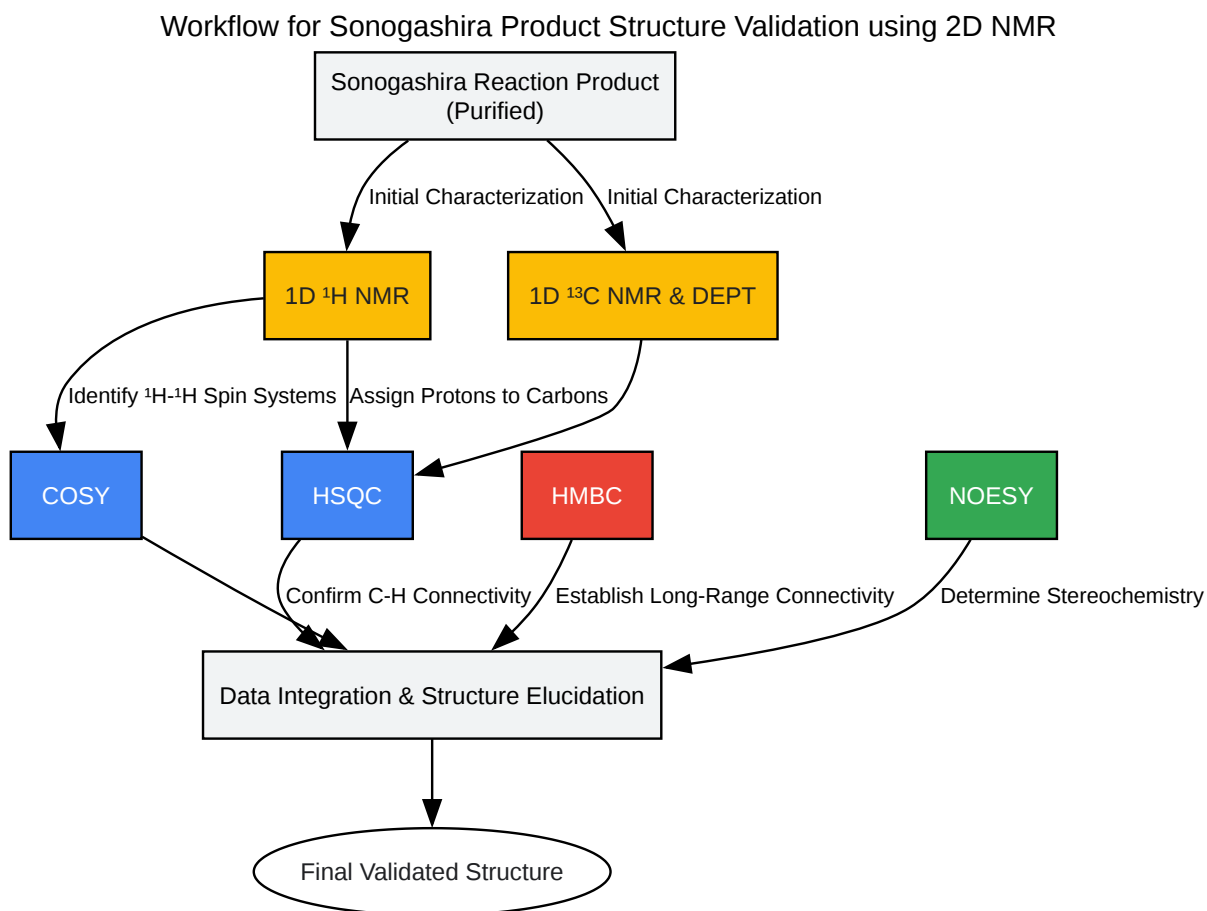 Workflow for Sonogashira Product Structure Validation using 2D NMR
Sonogashira Reaction Product
(Purified)
Initial Characterization
Initial Characterization
1D ¹H NMR
1D ¹³C NMR & DEPT
Identify ¹H-¹H Spin Systems
Assign Protons to Carbons
COSY
HSQC
HMBC
NOESY
Confirm C-H Connectivity
Establish Long-Range Connectivity
Determine Stereochemistry
Data Integration & Structure Elucidation
Final Validated Structure